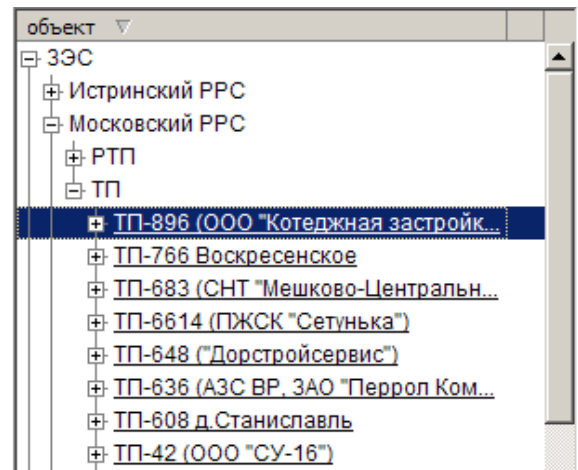 объект
ЗЭС
Истринский РРС
Московский РРС
РТП
ТП
ТП-896 (ООО "Котеджная застройк...
ТП-766 Воскресенское
ТП-683 (СНТ "Мешково-Центральн...
ТП-6614 (ПЖСК "Сетунька")
ТП-648 ("Дорстройсервис")
ТП-636 (АЗС ВР, ЗАО "Перрол Ком...
ТП-608 д.Станиславль
ТП-42 (ООО "СУ-16")